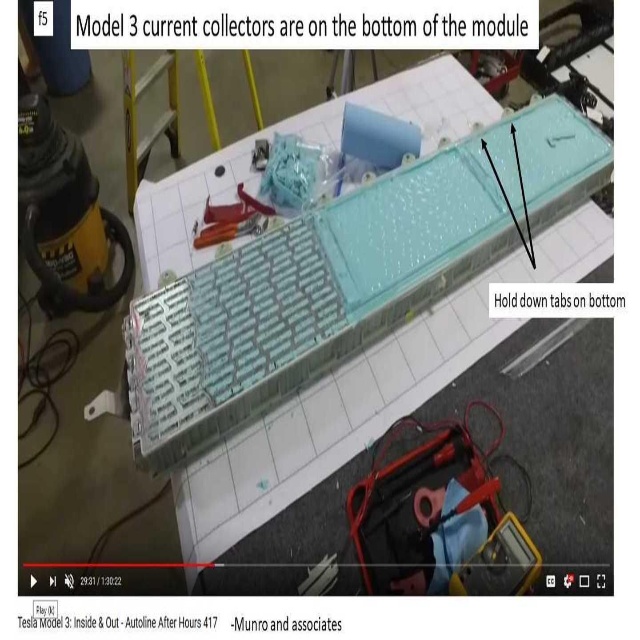 f5
Model 3 current collectors are on the bottom of the module
Hold down tabs on bottom
29:31 / 1:30:22
CC
Play (k)
Tesla Model 3: Inside & Out - Autoline After Hours 417
-Munro and associates